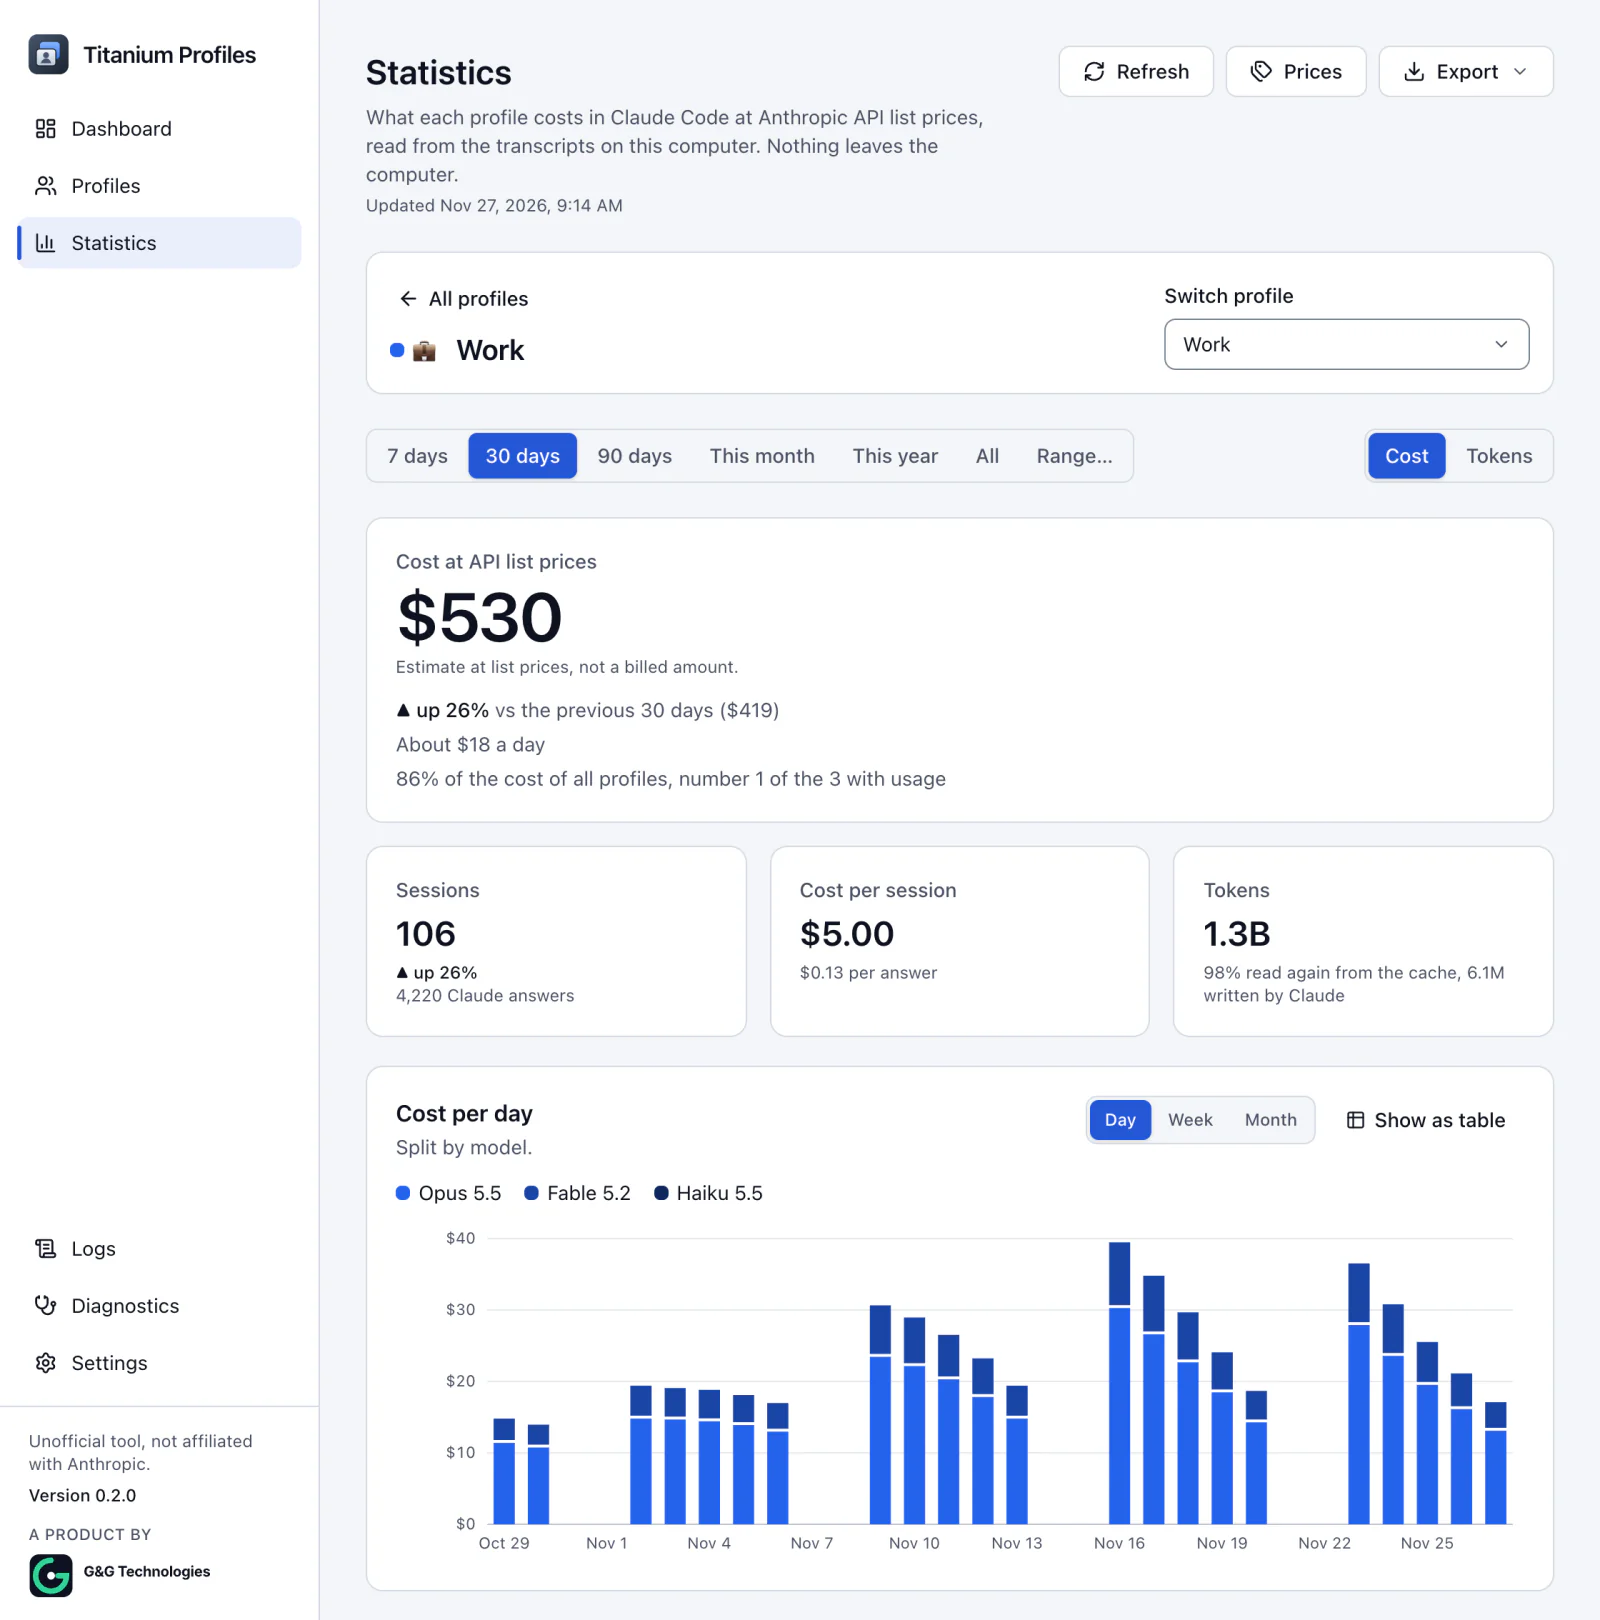 Titanium Profiles
Dashboard
Profiles
Statistics
Logs
Diagnostics
Settings
Unofficial tool, not affiliated
with Anthropic.
Version 0.2.0
A PRODUCT BY
G&G Technologies
Statistics
What each profile costs in Claude Code at Anthropic API list prices,
read from the transcripts on this computer. Nothing leaves the
computer.
Updated Nov 27, 2026, 9:14 AM
Refresh
Prices
Export
All profiles
Work
Switch profile
Work
7 days
30 days
90 days
This month
This year
All
Range...
Cost
Tokens
Cost at API list prices
$530
Estimate at list prices, not a billed amount.
▲ up 26% vs the previous 30 days ($419)
About $18 a day
86% of the cost of all profiles, number 1 of the 3 with usage
Sessions
106
▲ up 26%
4,220 Claude answers
Cost per session
$5.00
$0.13 per answer
Tokens
1.3B
98% read again from the cache, 6.1M
written by Claude
Cost per day
Split by model.
Day
Week
Month
Show as table
Opus 5.5
Fable 5.2
Haiku 5.5
$40
$30
$20
$10
$0
Oct 29
Nov 1
Nov 4
Nov 7
Nov 10
Nov 13
Nov 16
Nov 19
Nov 22
Nov 25